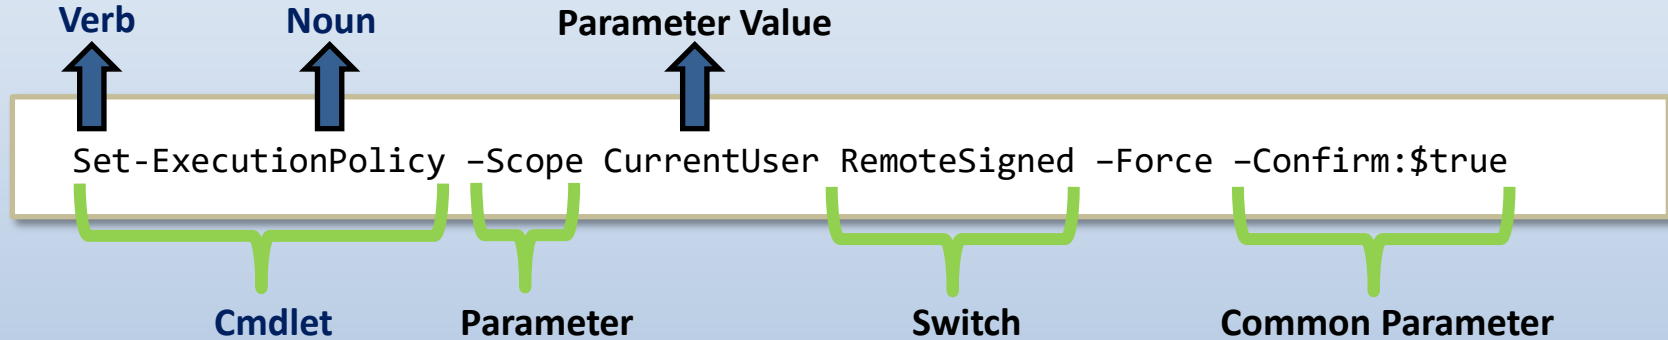 Verb Noun Parameter Value
Set-ExecutionPolicy –Scope CurrentUser RemoteSigned –Force –Confirm:$true
Cmdlet Parameter Switch Common Parameter